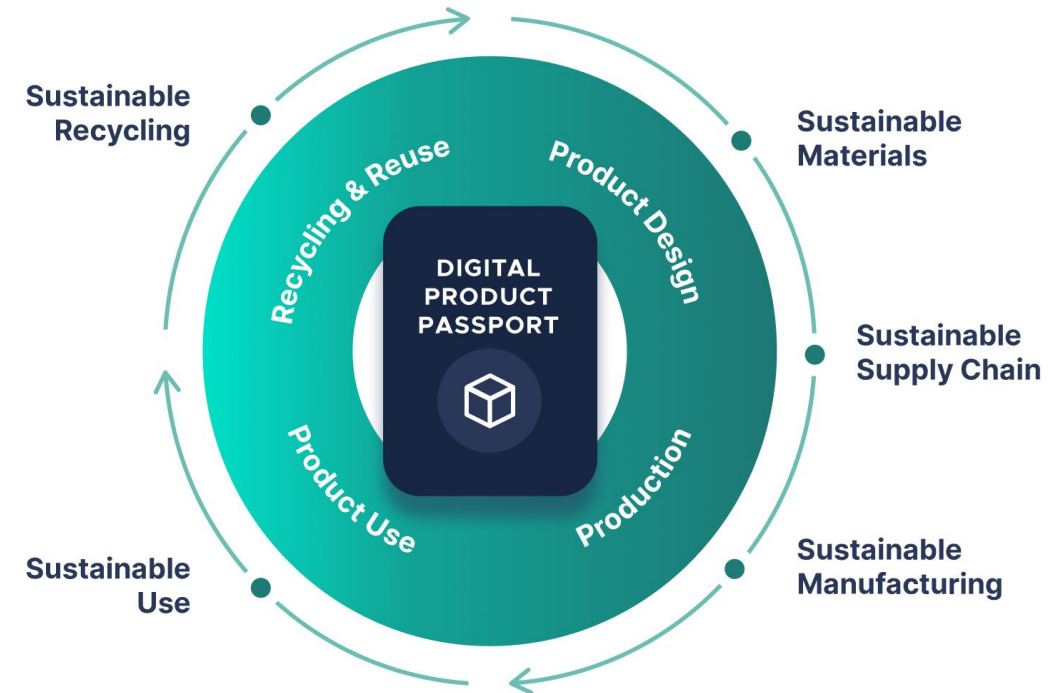 Sustainable
Recycling
Sustainable
Materials
Recycling & Reuse
Product Design
DIGITAL
PRODUCT
PASSPORT
Sustainable
Supply Chain
Product Use
Production
Sustainable
Use
Sustainable
Manufacturing